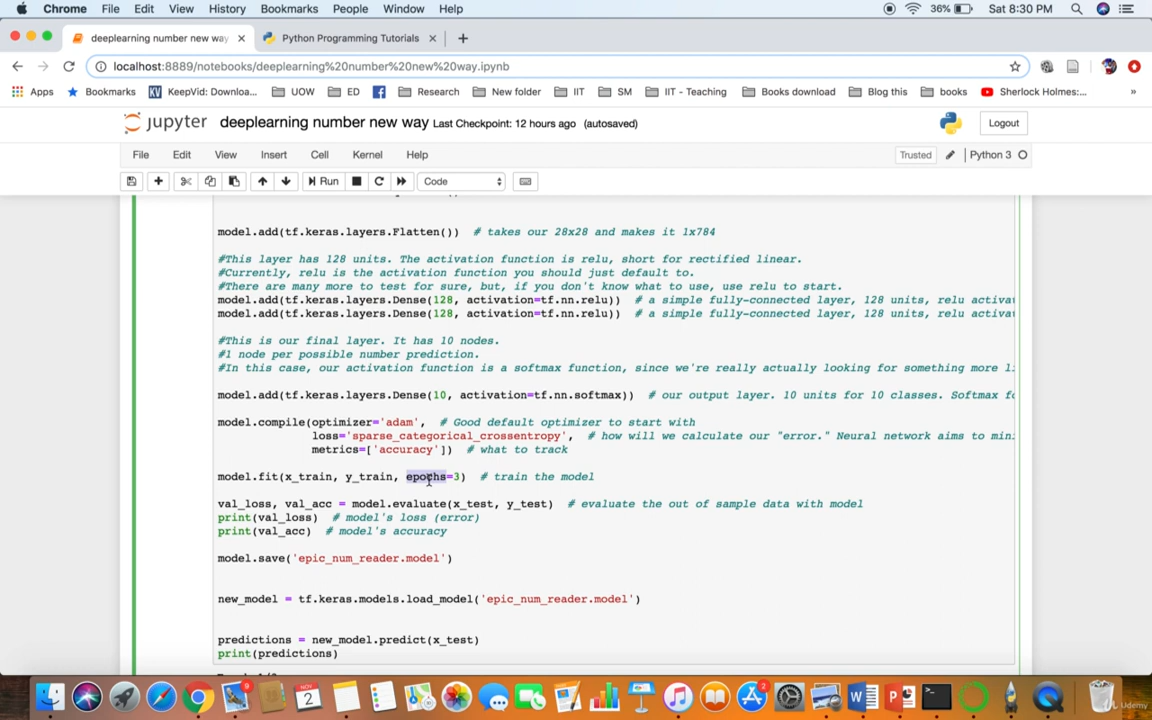 Chrome File Edit View History Bookmarks People Window Help 36% Sat 8:30 PM
deeplearning number new way Python Programming Tutorials
localhost:8889/notebooks/deeplearning%20number%20new%20way.ipynb
Apps Bookmarks KeepVid: Downloa... UOW ED Research New folder IIT SM IIT - Teaching Books download Blog this books Sherlock Holmes:... »
jupyter deeplearning number new way Last Checkpoint: 12 hours ago (autosaved) Logout
File Edit View Insert Cell Kernel Help Trusted Python 3
Run Code
model.add(tf.keras.layers.Flatten()) # takes our 28x28 and makes it 1x784
#This layer has 128 units. The activation function is relu, short for rectified linear.
#Currently, relu is the activation function you should just default to.
#There are many more to test for sure, but, if you don't know what to use, use relu to start.
model.add(tf.keras.layers.Dense(128, activation=tf.nn.relu)) # a simple fully-connected layer, 128 units, relu activa
model.add(tf.keras.layers.Dense(128, activation=tf.nn.relu)) # a simple fully-connected layer, 128 units, relu activa
#This is our final layer. It has 10 nodes.
#1 node per possible number prediction.
#In this case, our activation function is a softmax function, since we're really actually looking for something more li
model.add(tf.keras.layers.Dense(10, activation=tf.nn.softmax)) # our output layer. 10 units for 10 classes. Softmax fo
model.compile(optimizer='adam', # Good default optimizer to start with
loss='sparse_categorical_crossentropy', # how will we calculate our "error." Neural network aims to mini
metrics=['accuracy']) # what to track
model.fit(x_train, y_train, epochs=3) # train the model
val_loss, val_acc = model.evaluate(x_test, y_test) # evaluate the out of sample data with model
print(val_loss) # model's loss (error)
print(val_acc) # model's accuracy
model.save('epic_num_reader.model')
new_model = tf.keras.models.load_model('epic_num_reader.model')
predictions = new_model.predict(x_test)
print(predictions)
NOV 2
Udemy